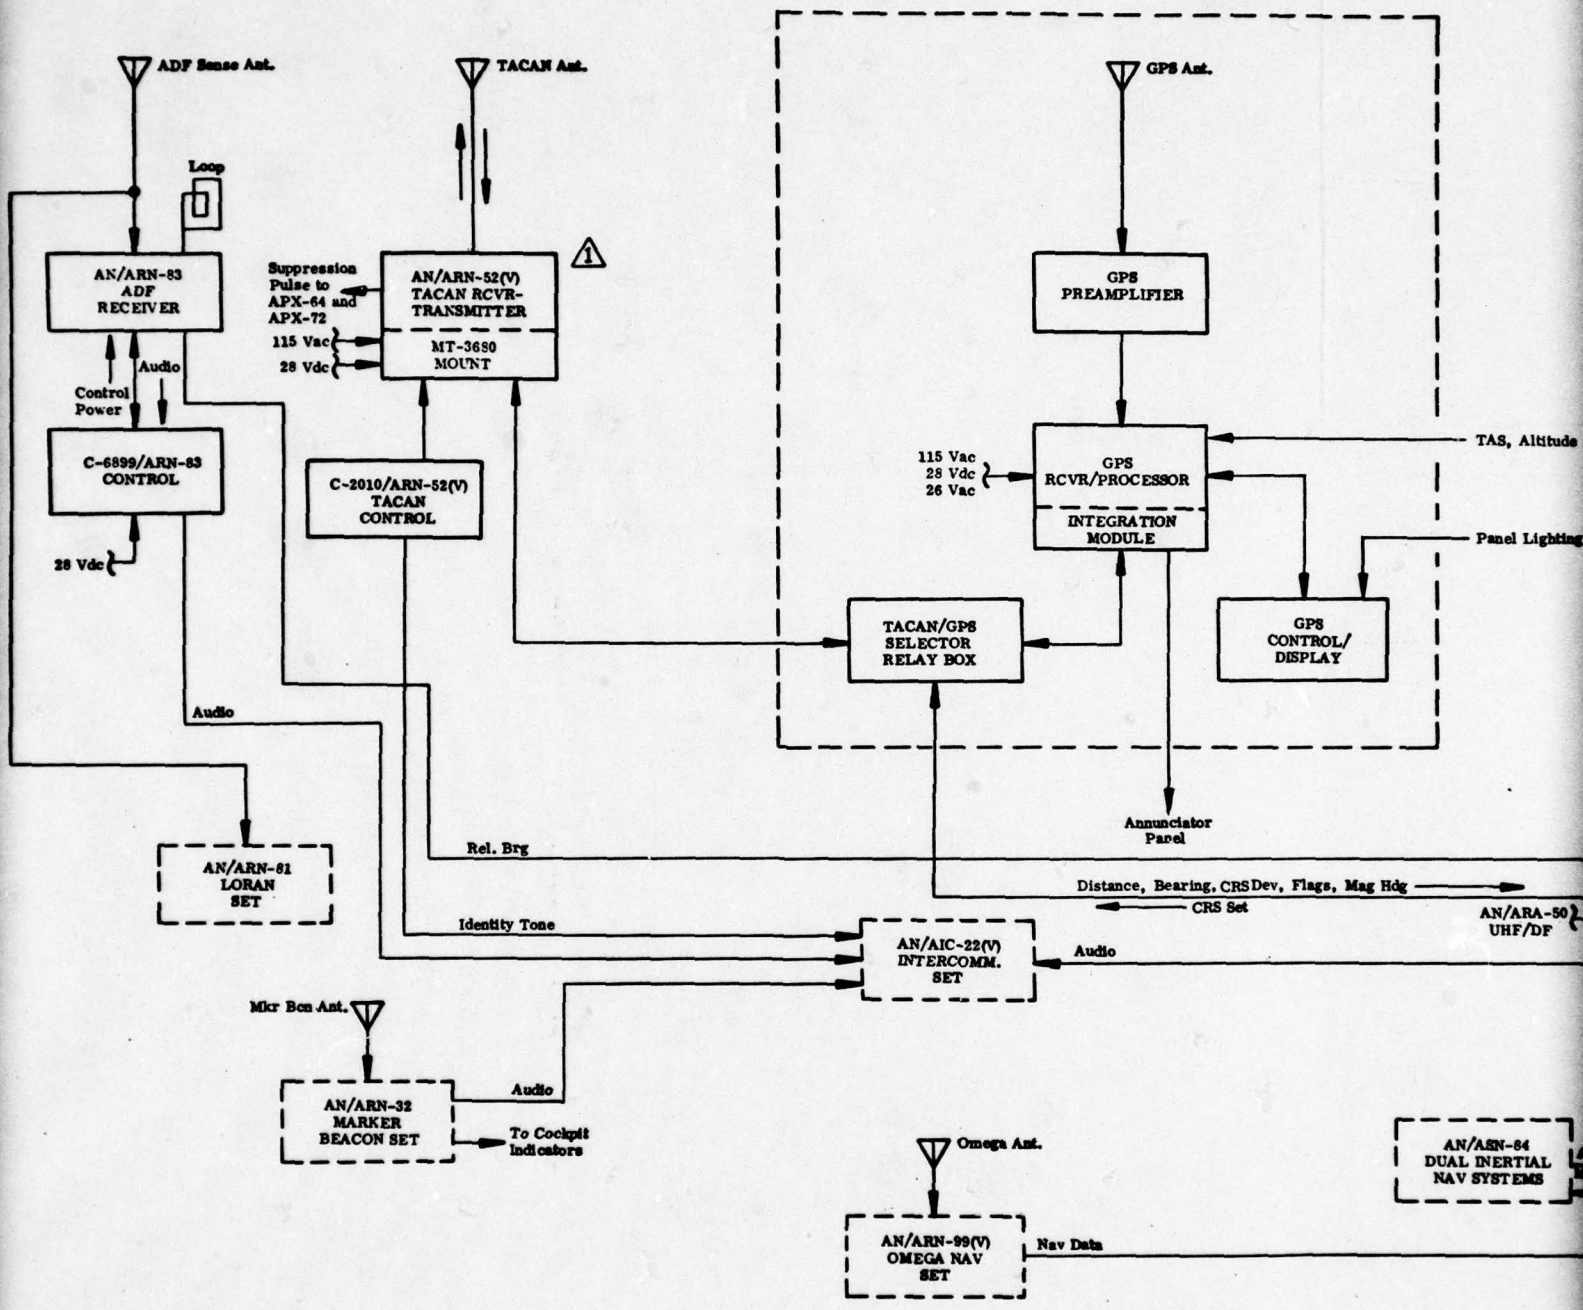 ADF Sense Ant.
TACAN Ant.
GPS Ant.
Loop
AN/ARN-83
ADF
RECEIVER
Suppression
Pulse to
APX-64 and
APX-72
115 Vac
28 Vdc
AN/ARN-52(V)
TACAN RCVR-
TRANSMITTER
MT-3680
MOUNT
1
GPS
PREAMPLIFIER
Control
Power
Audio
C-6899/ARN-83
CONTROL
28 Vdc
C-2010/ARN-52(V)
TACAN
CONTROL
115 Vac
28 Vdc
26 Vac
GPS
RCVR/PROCESSOR
INTEGRATION
MODULE
TAS, Altitude
Panel Lighting
TACAN/GPS
SELECTOR
RELAY BOX
GPS
CONTROL/
DISPLAY
Audio
Annunciator
Panel
Rel. Brg
AN/ARN-81
LORAN
SET
Distance, Bearing, CRS Dev, Flags, Mag Hdg
CRS Set
AN/ARA-50
UHF/DF
Identity Tone
AN/AIC-22(V)
INTERCOMM.
SET
Audio
Mkr Bcn Ant.
AN/ARN-32
MARKER
BEACON SET
Audio
To Cockpit
Indicators
Omega Ant.
AN/ARN-99(V)
OMEGA NAV
SET
Nav Data
AN/ASN-84
DUAL INERTIAL
NAV SYSTEMS